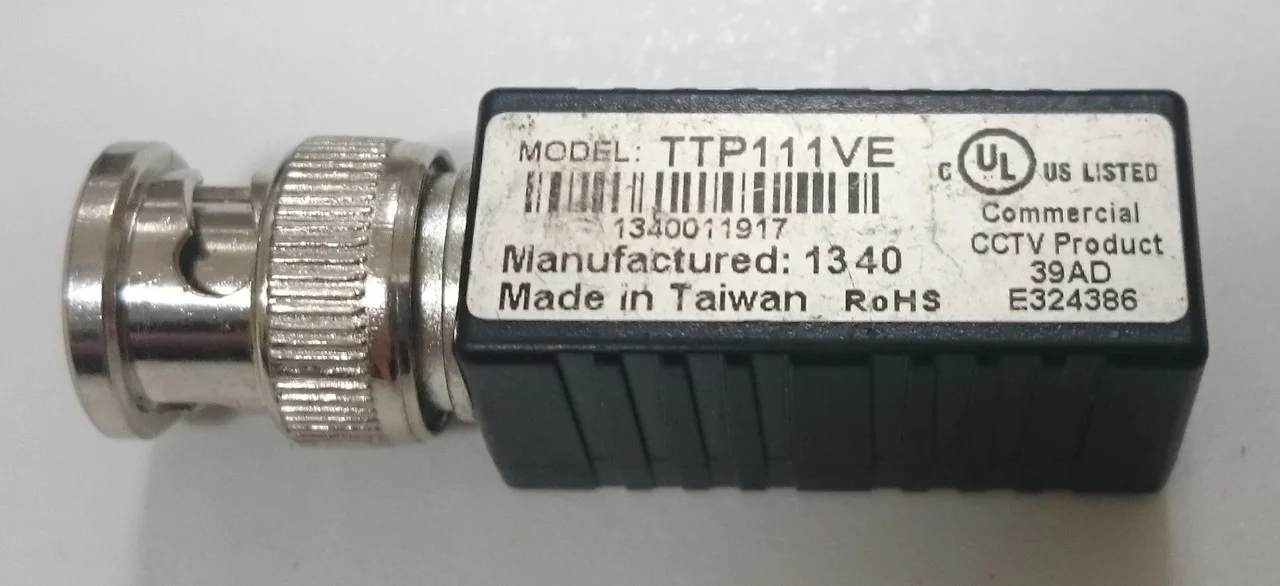 MODEL: TTP111VE
1340011917
Manufactured: 1340
Made in Taiwan RoHS
C UL US LISTED
Commercial
CCTV Product
39AD
E324386